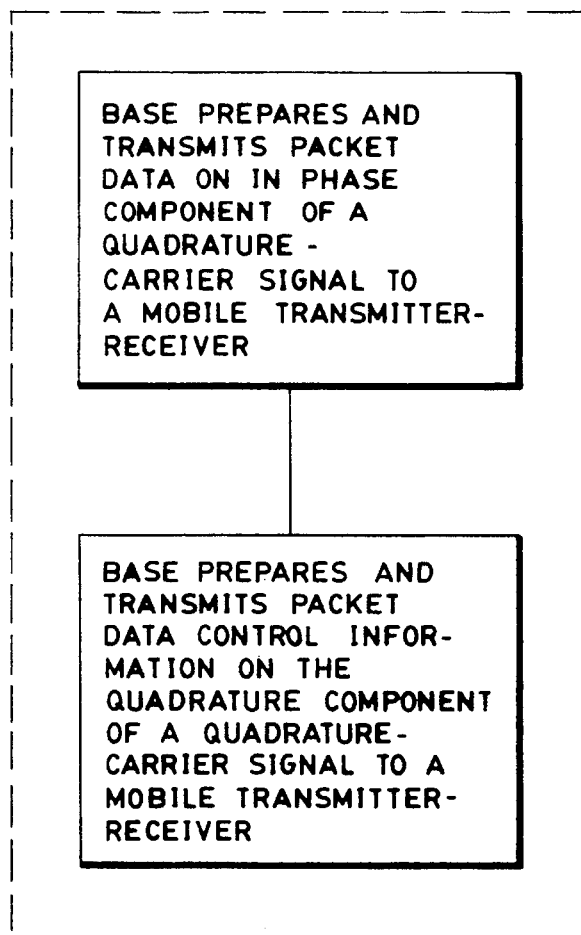 BASE PREPARES AND
TRANSMITS PACKET
DATA ON IN PHASE
COMPONENT OF A
QUADRATURE -
CARRIER SIGNAL TO
A MOBILE TRANSMITTER-
RECEIVER
BASE PREPARES AND
TRANSMITS PACKET
DATA CONTROL INFOR-
MATION ON THE
QUADRATURE COMPONENT
OF A QUADRATURE-
CARRIER SIGNAL TO A
MOBILE TRANSMITTER-
RECEIVER